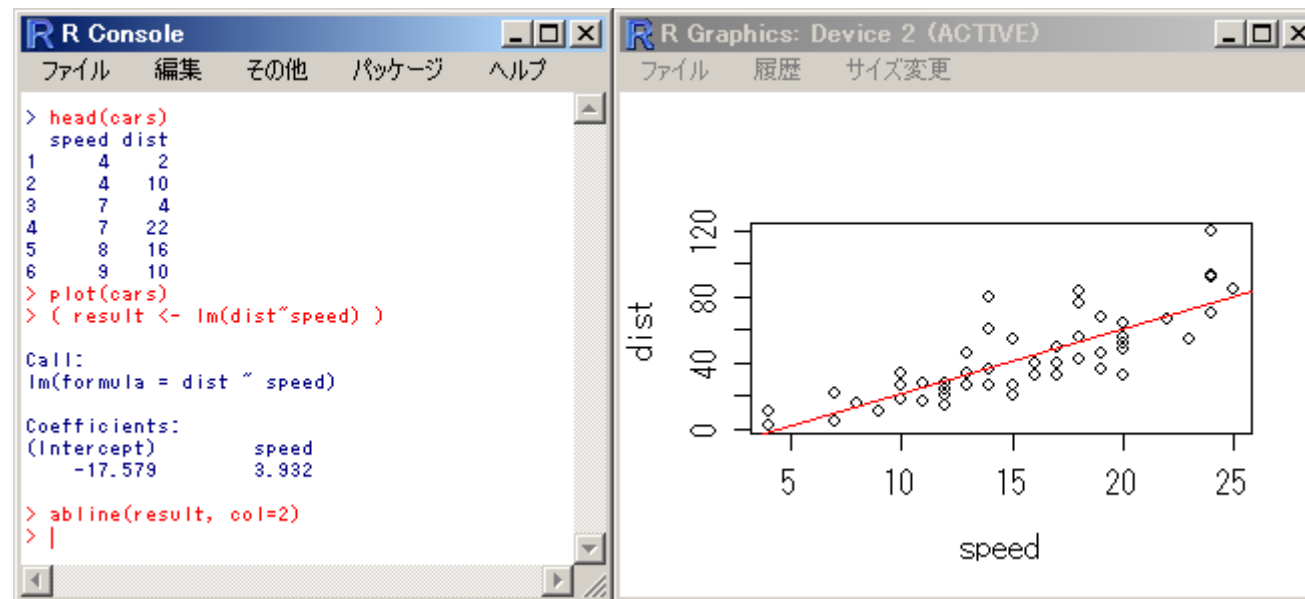 R Console
ファイル 編集 その他 パッケージ ヘルプ
> head(cars)
  speed dist
1     4    2
2     4   10
3     7    4
4     7   22
5     8   16
6     9   10
> plot(cars)
> ( result <- lm(dist~speed) )
Call:
lm(formula = dist ~ speed)
Coefficients:
(Intercept)        speed
    -17.579        3.932
> abline(result, col=2)
>
R Graphics: Device 2 (ACTIVE)
ファイル 履歴 サイズ変更
dist
120
80
40
0
5 10 15 20 25
speed